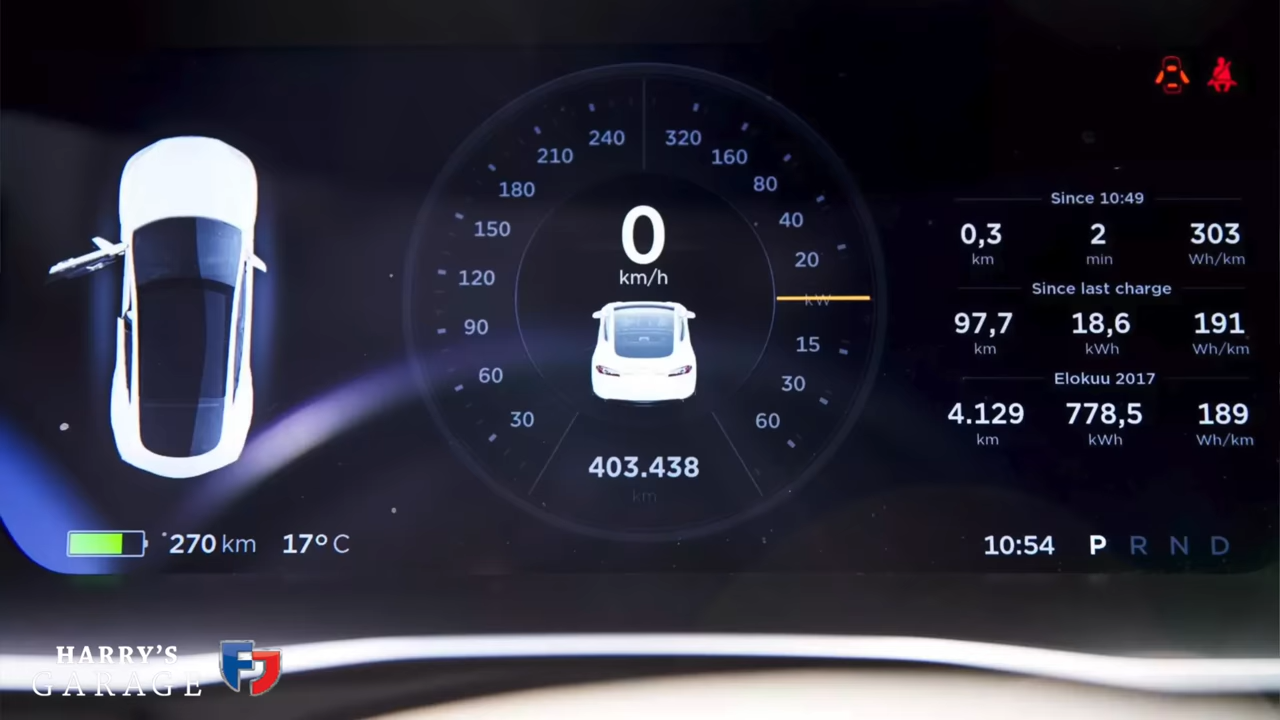 Since 10:49
0,3 2 303
km min Wh/km
Since last charge
97,7 18,6 191
km kWh Wh/km
Elokuu 2017
4.129 778,5 189
km kWh Wh/km
240 320
210 160
180 80
150 40
120 20
90 15
60 30
30 60
kW
0
km/h
403.438
km
270 km 17°C
10:54 P R N D
HARRY'S
GARAGE